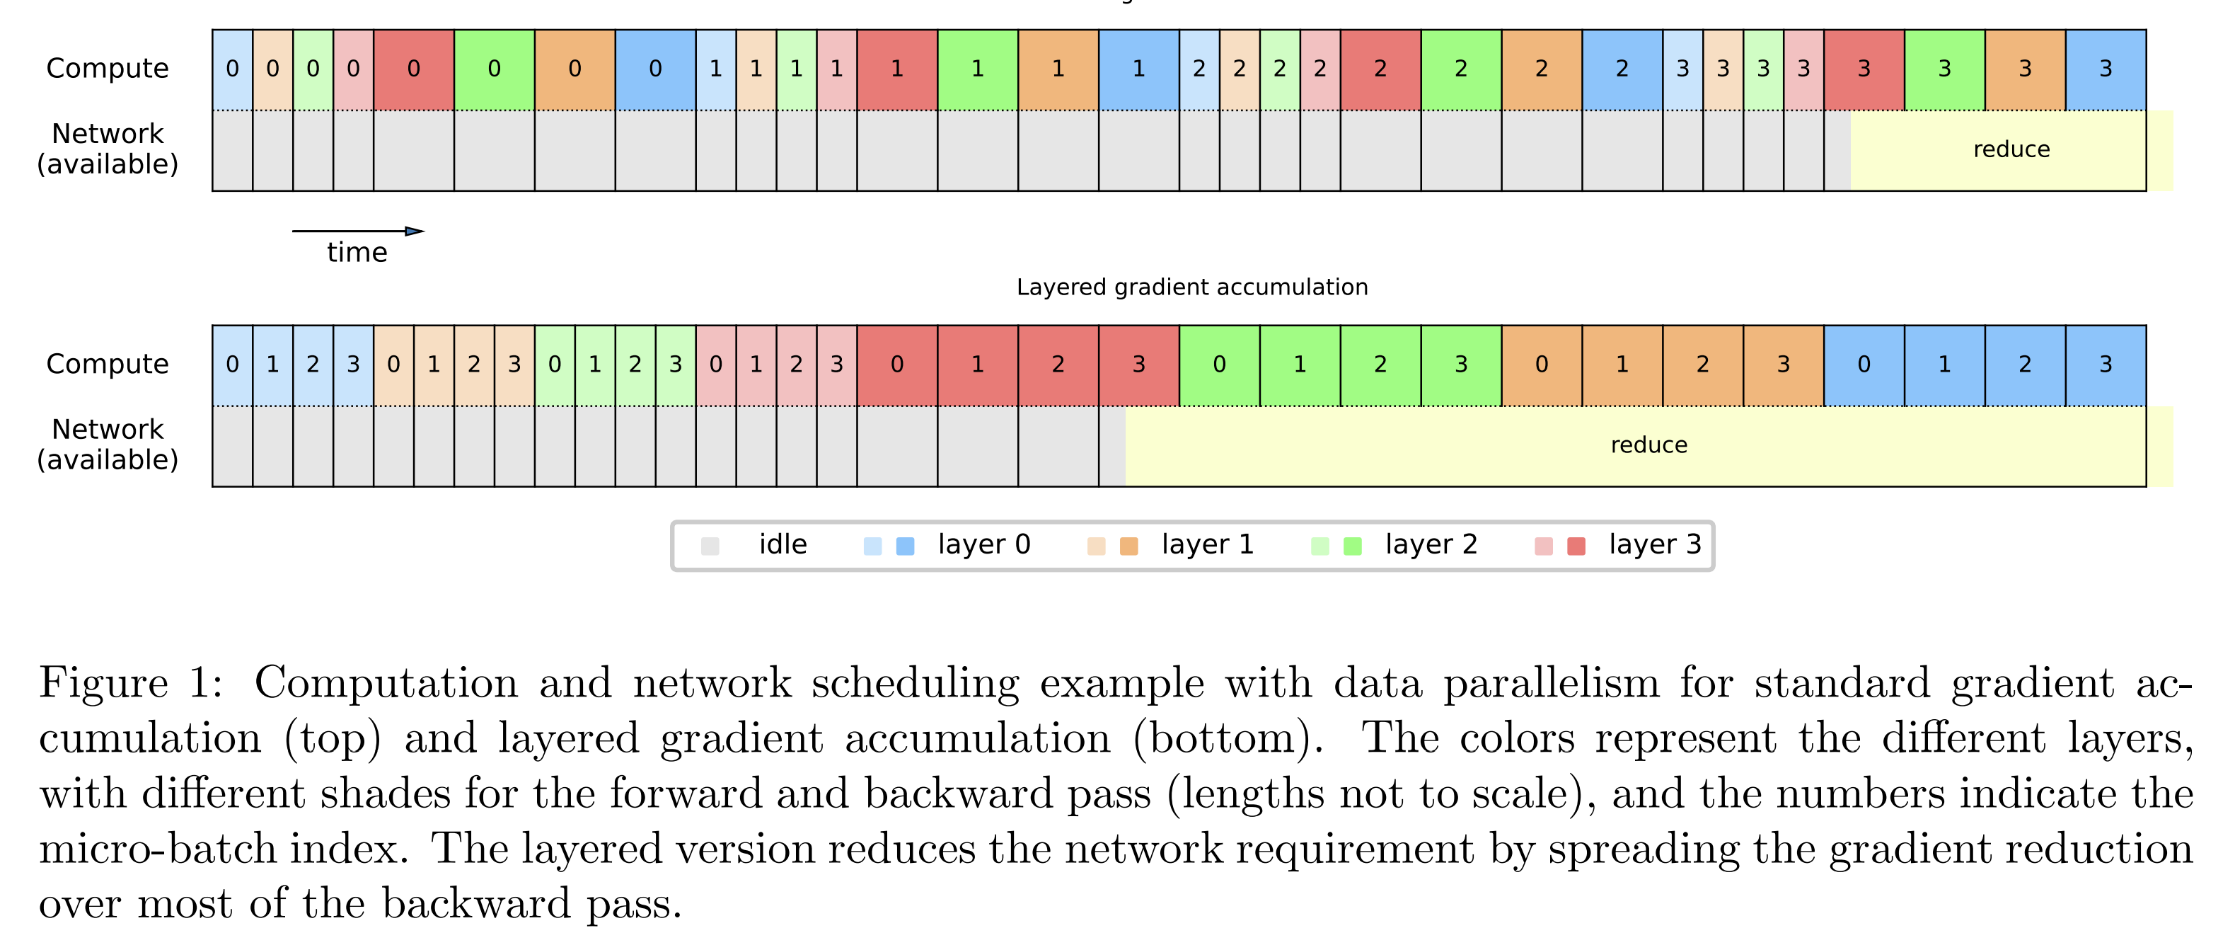 Compute 0 0 0 0 0 0 0 0 1 1 1 1 1 1 1 1 2 2 2 2 2 2 2 2 3 3 3 3 3 3 3 3
Network
(available)
reduce
time
Layered gradient accumulation
Compute 0 1 2 3 0 1 2 3 0 1 2 3 0 1 2 3 0 1 2 3 0 1 2 3 0 1 2 3 0 1 2 3
Network
(available)
reduce
idle layer 0 layer 1 layer 2 layer 3
Figure 1: Computation and network scheduling example with data parallelism for standard gradient ac-
cumulation (top) and layered gradient accumulation (bottom). The colors represent the different layers,
with different shades for the forward and backward pass (lengths not to scale), and the numbers indicate the
micro-batch index. The layered version reduces the network requirement by spreading the gradient reduction
over most of the backward pass.